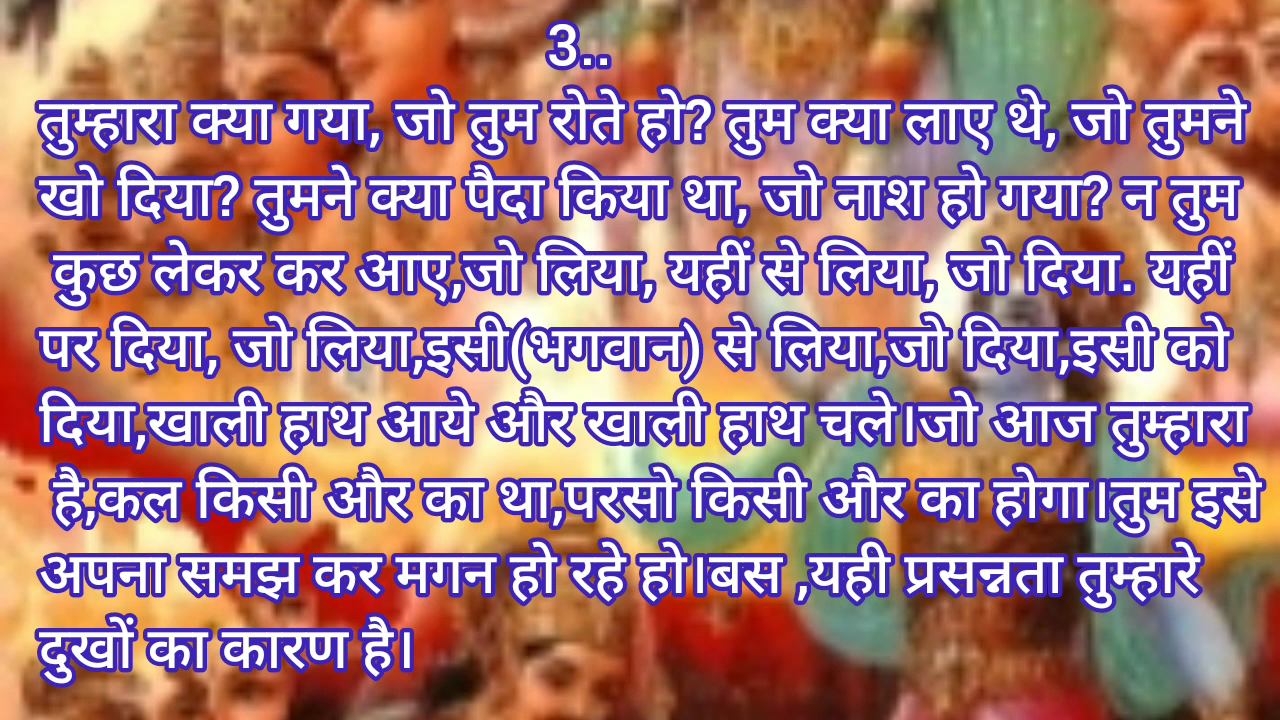 3..
तुम्हारा क्या गया, जो तुम रोते हो? तुम क्या लाए थे, जो तुमने
खो दिया? तुमने क्या पैदा किया था, जो नाश हो गया? न तुम
कुछ लेकर कर आए,जो लिया, यहीं से लिया, जो दिया. यहीं
पर दिया, जो लिया,इसी(भगवान) से लिया,जो दिया,इसी को
दिया,खाली हाथ आये और खाली हाथ चले।जो आज तुम्हारा
है,कल किसी और का था,परसो किसी और का होगा।तुम इसे
अपना समझ कर मगन हो रहे हो।बस ,यही प्रसन्नता तुम्हारे
दुखों का कारण है।